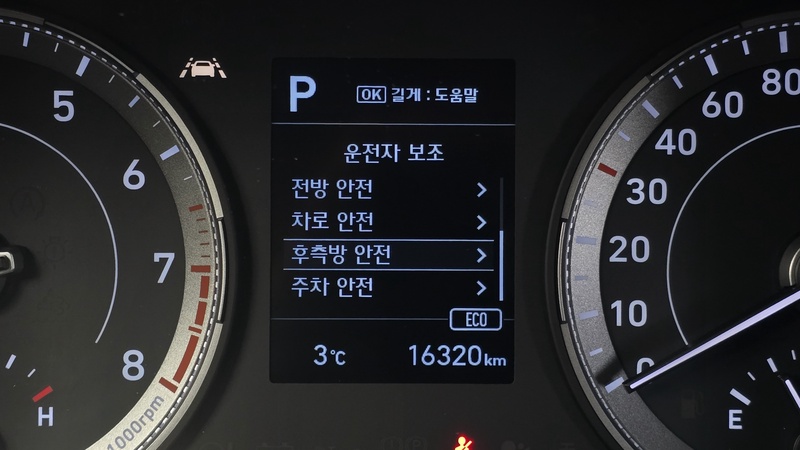 P
OK 길게 : 도움말
운전자 보조
전방 안전
차로 안전
후측방 안전
주차 안전
ECO
3℃
16320km
5
6
7
8
1000rpm
H
80
60
40
30
20
10
0
E